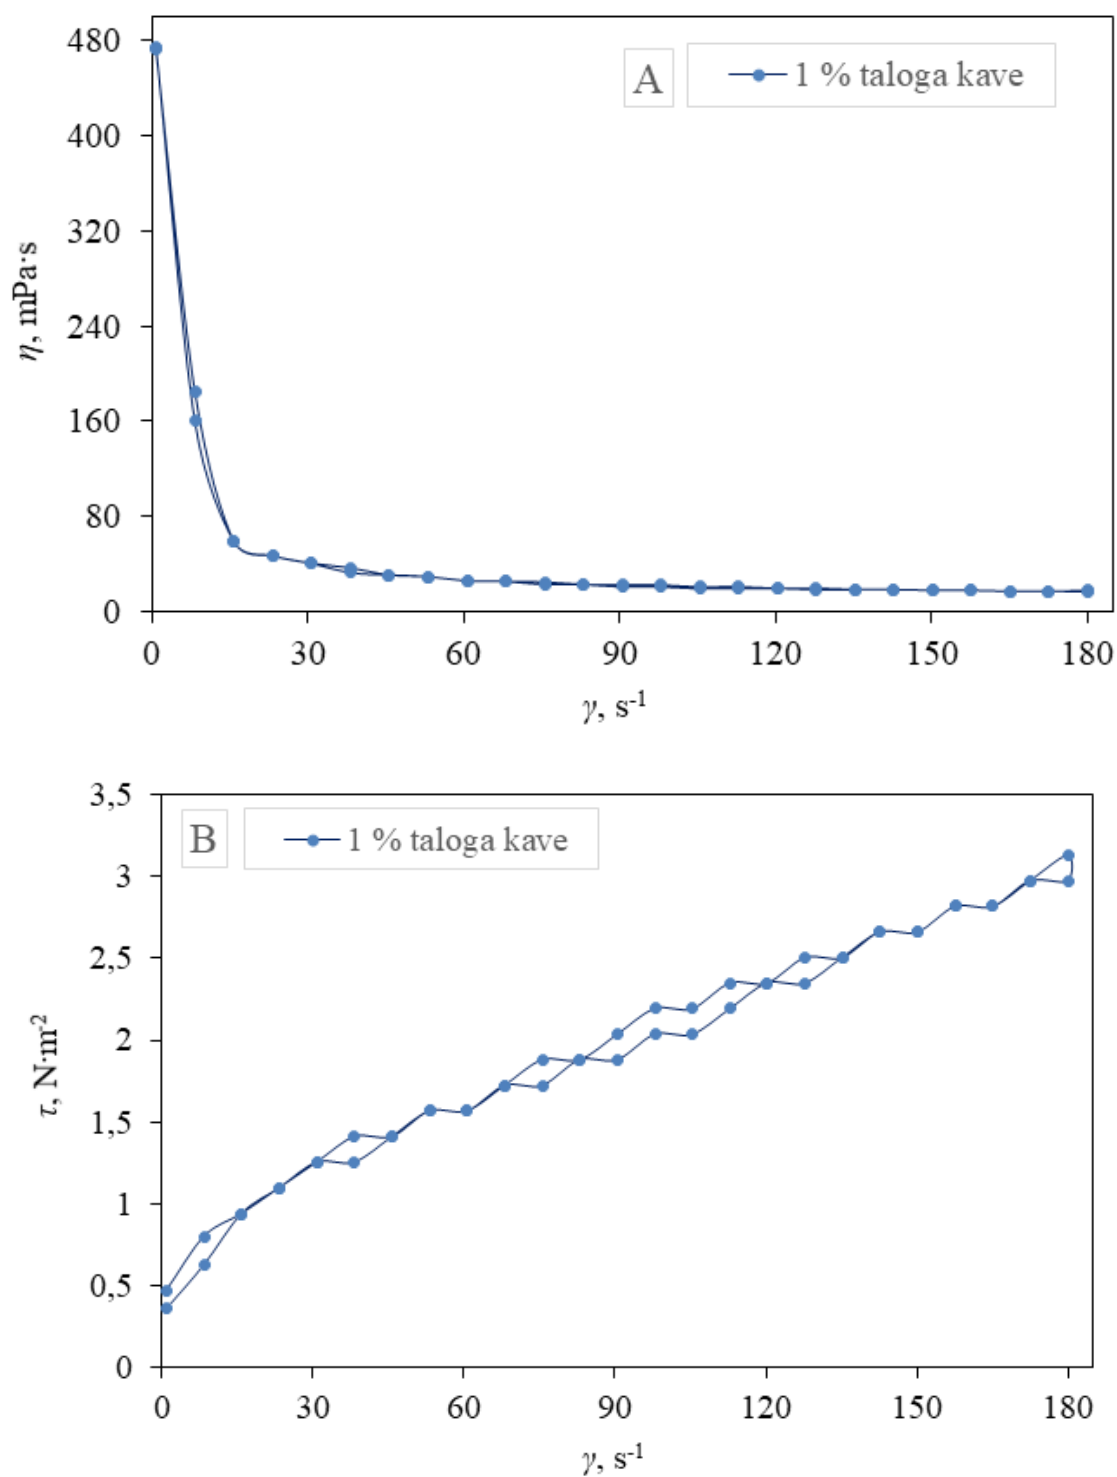 480
A
1 % taloga kave
400
320
η, mPa·s
240
160
80
0
0 30 60 90 120 150 180
γ, s-1
3,5
B
1 % taloga kave
3
2,5
2
τ, N·m-2
1,5
1
0,5
0
0 30 60 90 120 150 180
γ, s-1